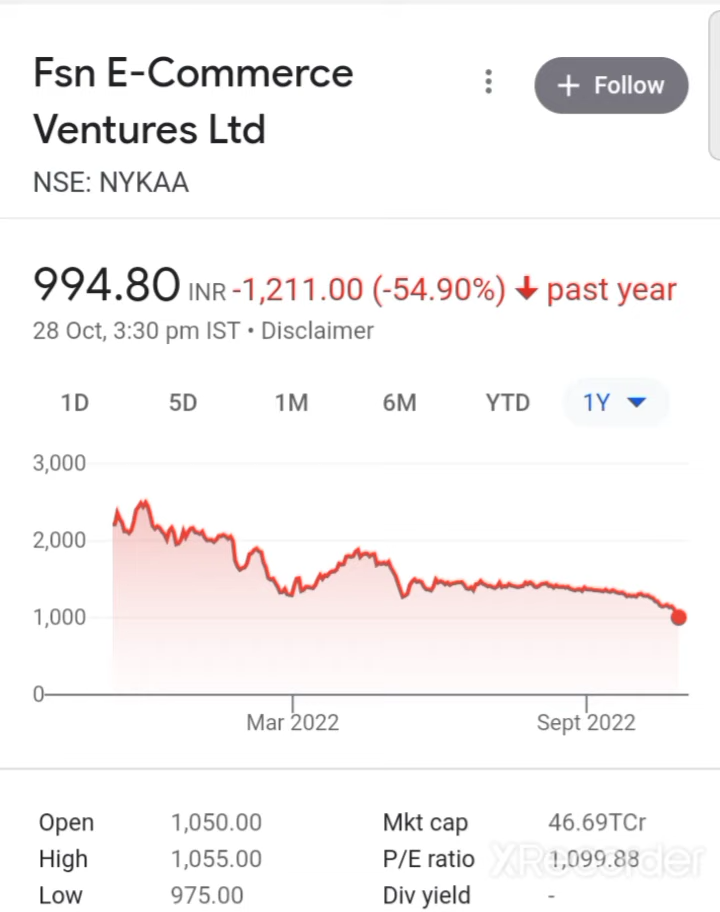 Fsn E-Commerce
Ventures Ltd
+ Follow
NSE: NYKAA
994.80 INR -1,211.00 (-54.90%) ↓ past year
28 Oct, 3:30 pm IST • Disclaimer
1D 5D 1M 6M YTD 1Y
3,000
2,000
1,000
0
Mar 2022 Sept 2022
Open 1,050.00 Mkt cap 46.69TCr
High 1,055.00 P/E ratio 1,099.88
XRecorder
Low 975.00 Div yield -